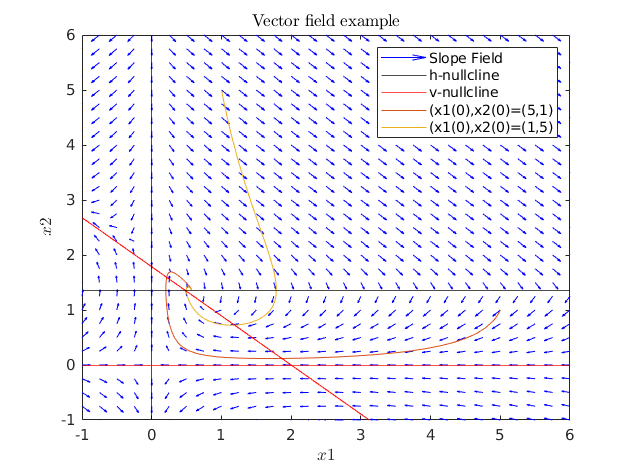 Vector field example
6
5
4
3
2
1
0
-1
x2
-1 0 1 2 3 4 5 6
x1
Slope Field
h-nullcline
v-nullcline
(x1(0),x2(0)=(5,1)
(x1(0),x2(0)=(1,5)